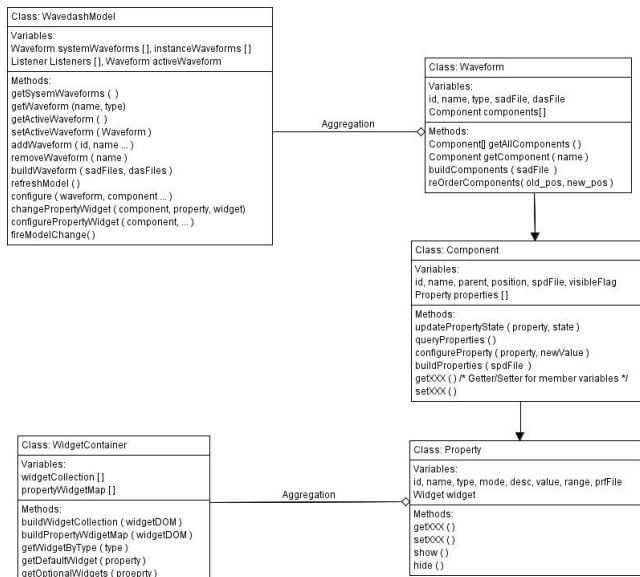 Class: WavedashModel
Variables:
Waveform systemWaveforms [ ], instanceWaveforms [ ]
Listener Listeners [ ], Waveform activeWaveform
Methods:
getSysemWaveforms ( )
getWaveform (name, type)
getActiveWaveform ( )
setActiveWaveform ( Waveform )
addWaveform ( id, name ... )
removeWaveform ( name )
buildWaveform ( sadFiles, dasFiles )
refreshModel ( )
configure ( waveform, component ... )
changePropertyWidget ( component, property, widget)
configurePropertyWidget ( component, ... )
fireModelChange( )
Aggregation
Class: Waveform
Variables:
id, name, type, sadFile, dasFile
Component components[ ]
Methods:
Component[] getAllComponents ( )
Component getComponent ( name )
buildComponents ( sadFile )
reOrderComponents( old_pos, new_pos )
Class: Component
Variables:
id, name, parent, position, spdFile, visibleFlag
Property properties [ ]
Methods:
updatePropertyState ( property, state )
queryProperties ( )
configureProperty ( property, newValue )
buildProperties ( spdFile )
getXXX ( ) /* Getter/Setter for member variables */
setXXX ( )
Class: WidgetContainer
Variables:
widgetCollection [ ]
propertyWidgetMap [ ]
Methods:
buildWidgetCollection ( widgetDOM )
buildPropertyWdigetMap ( widgetDOM )
getWidgetByType ( type )
getDefaultWidget ( property )
getOptionalWidgets ( proeprty )
Aggregation
Class: Property
Variables:
id, name, type, mode, desc, value, range, prfFile
Widget widget
Methods:
getXXX ( )
setXXX ( )
show ( )
hide ( )